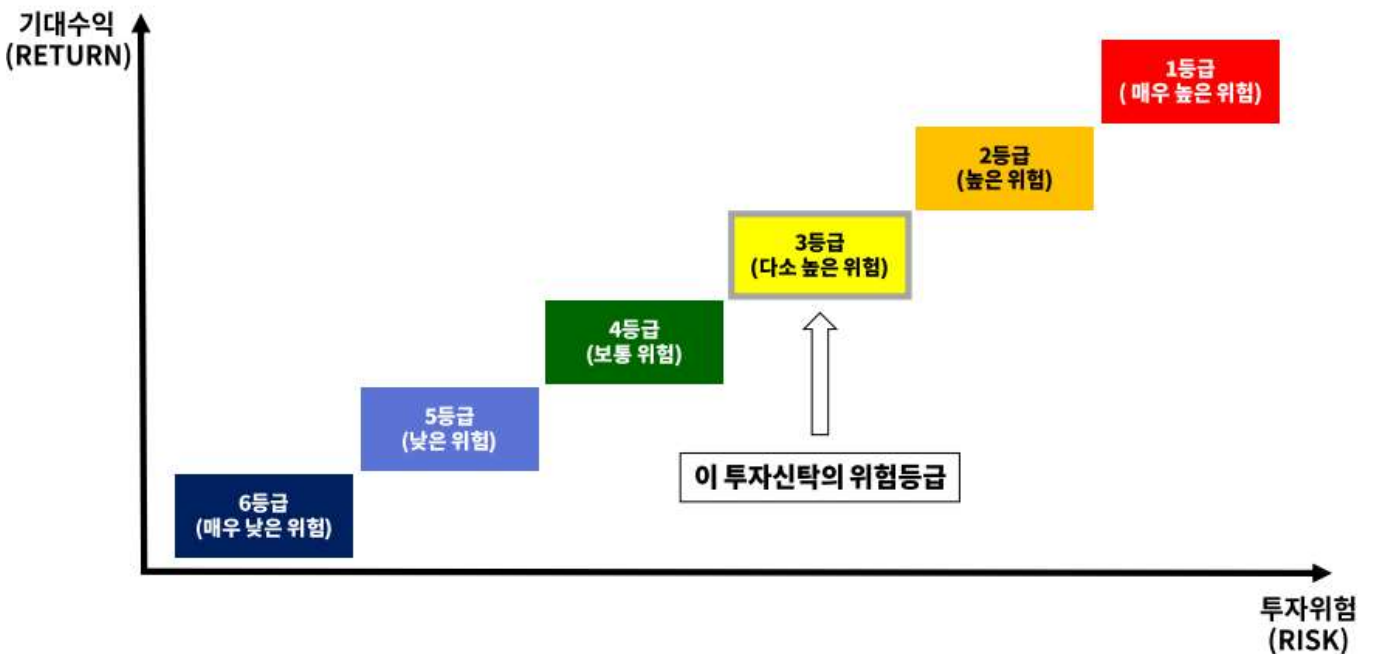 기대수익
(RETURN)
1등급
( 매우 높은 위험)
2등급
(높은 위험)
3등급
(다소 높은 위험)
4등급
(보통 위험)
5등급
(낮은 위험)
이 투자신탁의 위험등급
6등급
(매우 낮은 위험)
투자위험
(RISK)